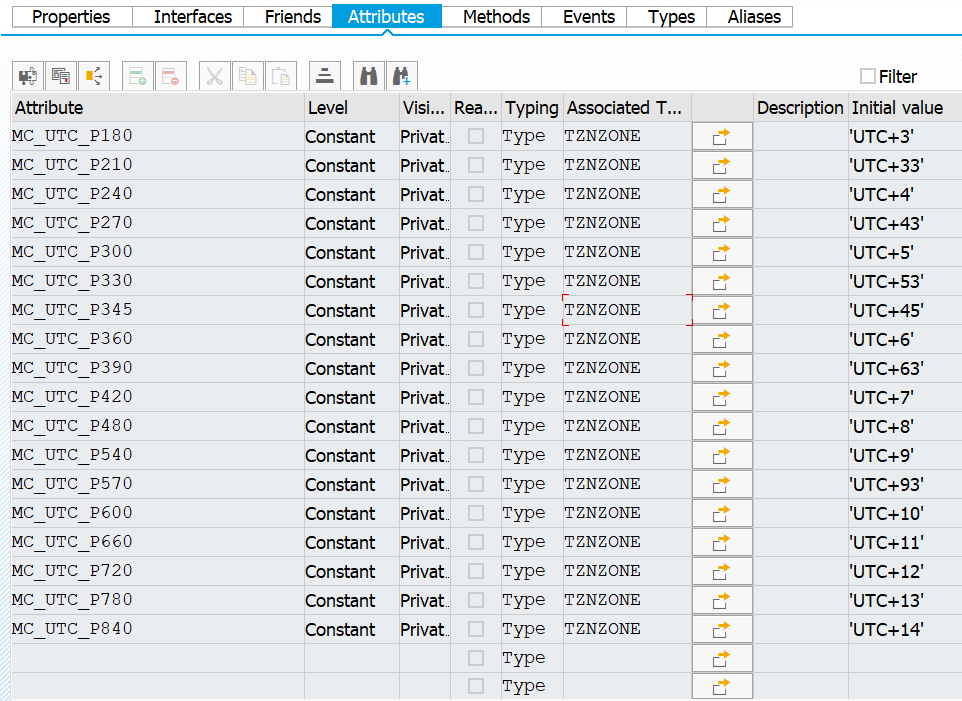 Properties Interfaces Friends Attributes Methods Events Types Aliases
Filter
Attribute Level Visi... Rea... Typing Associated T... Description Initial value
MC_UTC_P180 Constant Privat.. Type TZNZONE 'UTC+3'
MC_UTC_P210 Constant Privat.. Type TZNZONE 'UTC+33'
MC_UTC_P240 Constant Privat.. Type TZNZONE 'UTC+4'
MC_UTC_P270 Constant Privat.. Type TZNZONE 'UTC+43'
MC_UTC_P300 Constant Privat.. Type TZNZONE 'UTC+5'
MC_UTC_P330 Constant Privat.. Type TZNZONE 'UTC+53'
MC_UTC_P345 Constant Privat.. Type TZNZONE 'UTC+45'
MC_UTC_P360 Constant Privat.. Type TZNZONE 'UTC+6'
MC_UTC_P390 Constant Privat.. Type TZNZONE 'UTC+63'
MC_UTC_P420 Constant Privat.. Type TZNZONE 'UTC+7'
MC_UTC_P480 Constant Privat.. Type TZNZONE 'UTC+8'
MC_UTC_P540 Constant Privat.. Type TZNZONE 'UTC+9'
MC_UTC_P570 Constant Privat.. Type TZNZONE 'UTC+93'
MC_UTC_P600 Constant Privat.. Type TZNZONE 'UTC+10'
MC_UTC_P660 Constant Privat.. Type TZNZONE 'UTC+11'
MC_UTC_P720 Constant Privat.. Type TZNZONE 'UTC+12'
MC_UTC_P780 Constant Privat.. Type TZNZONE 'UTC+13'
MC_UTC_P840 Constant Privat.. Type TZNZONE 'UTC+14'
Type
Type